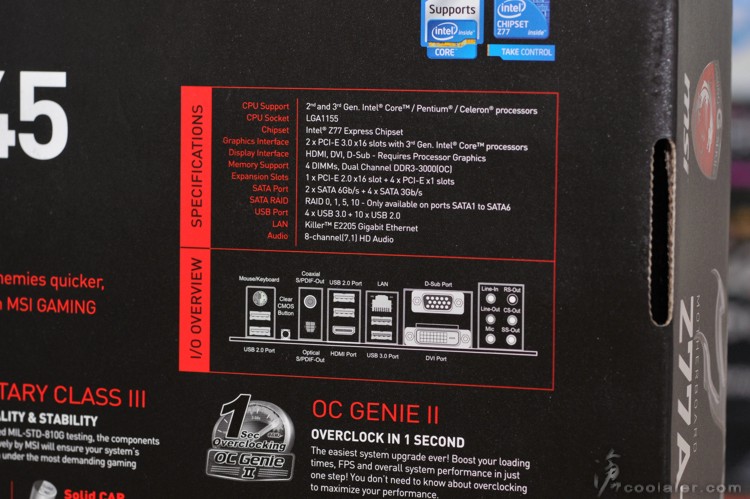 Supports
intel inside
CORE
intel inside
CHIPSET
Z77
TAKE CONTROL
45
SPECIFICATIONS
CPU Support 2nd and 3rd Gen. Intel® Core™ / Pentium® / Celeron® processors
CPU Socket LGA1155
Chipset Intel® Z77 Express Chipset
Graphics Interface 2 x PCI-E 3.0 x16 slots with 3rd Gen. Intel® Core™ processors
Display Interface HDMI, DVI, D-Sub - Requires Processor Graphics
Memory Support 4 DIMMs, Dual Channel DDR3-3000(OC)
Expansion Slots 1 x PCI-E 2.0 x16 slot + 4 x PCI-E x1 slots
SATA Port 2 x SATA 6Gb/s + 4 x SATA 3Gb/s
SATA RAID RAID 0, 1, 5, 10 - Only available on ports SATA1 to SATA6
USB Port 4 x USB 3.0 + 10 x USB 2.0
LAN Killer™ E2205 Gigabit Ethernet
Audio 8-channel(7.1) HD Audio
I/O OVERVIEW
Mouse/Keyboard
Clear
CMOS
Button
Coaxial
S/PDIF-Out
USB 2.0 Port
LAN
D-Sub Port
Line-In RS-Out
Line-Out CS-Out
Mic SS-Out
USB 2.0 Port
Optical
S/PDIF-Out
HDMI Port
USB 3.0 Port
DVI Port
nemies quicker,
MSI GAMING
TARY CLASS III
LITY & STABILITY
d MIL-STD-810G testing, the components
vely by MSI will ensure your system's
under the most demanding gaming
Solid CAP
1 Sec
Overclocking
OC Genie
II
OC GENIE II
OVERCLOCK IN 1 SECOND
The easiest system upgrade ever! Boost your loading
times, FPS and overall system performance in just
one step! You don't need to know about overclocking
to maximize your performance.
msi
MOTHERBOARD
Z77A
coolaler.com